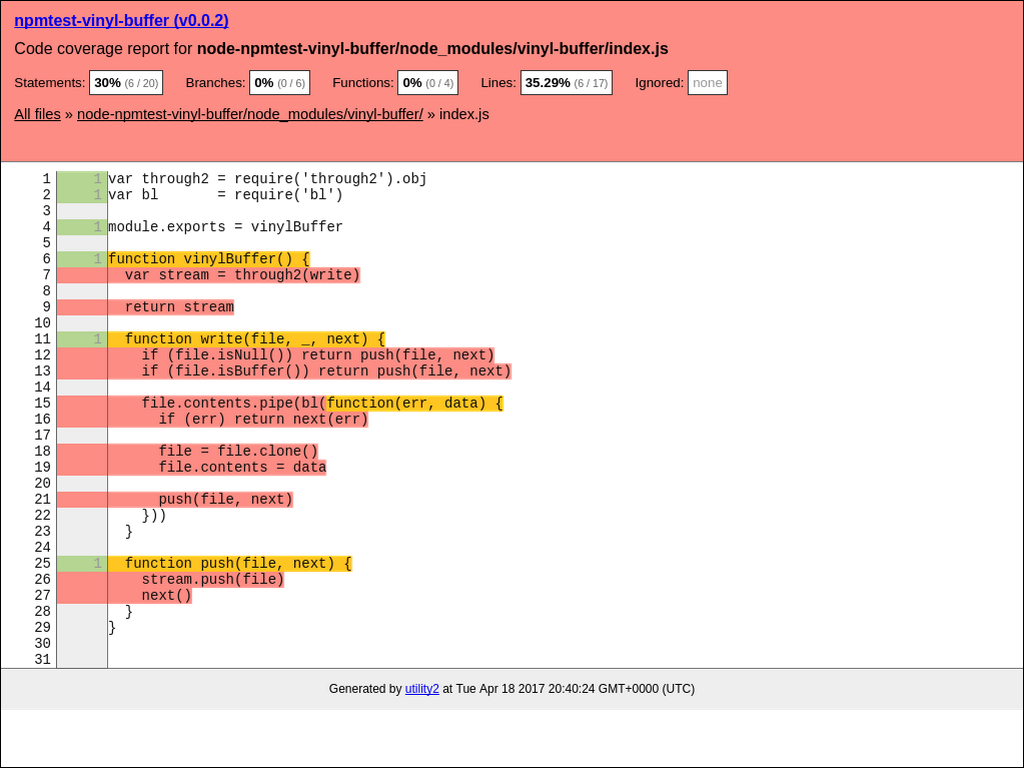 npmtest-vinyl-buffer (v0.0.2)
Code coverage report for node-npmtest-vinyl-buffer/node_modules/vinyl-buffer/index.js
Statements: 30% (6 / 20) Branches: 0% (0 / 6) Functions: 0% (0 / 4) Lines: 35.29% (6 / 17) Ignored: none
All files » node-npmtest-vinyl-buffer/node_modules/vinyl-buffer/ » index.js
1 1 var through2 = require('through2').obj
2 1 var bl       = require('bl')
3
4 1 module.exports = vinylBuffer
5
6 1 function vinylBuffer() {
7   var stream = through2(write)
8
9   return stream
10
11 1   function write(file, _, next) {
12     if (file.isNull()) return push(file, next)
13     if (file.isBuffer()) return push(file, next)
14
15     file.contents.pipe(bl(function(err, data) {
16       if (err) return next(err)
17
18       file = file.clone()
19       file.contents = data
20
21       push(file, next)
22     }))
23   }
24
25 1   function push(file, next) {
26     stream.push(file)
27     next()
28   }
29 }
30
31
Generated by utility2 at Tue Apr 18 2017 20:40:24 GMT+0000 (UTC)